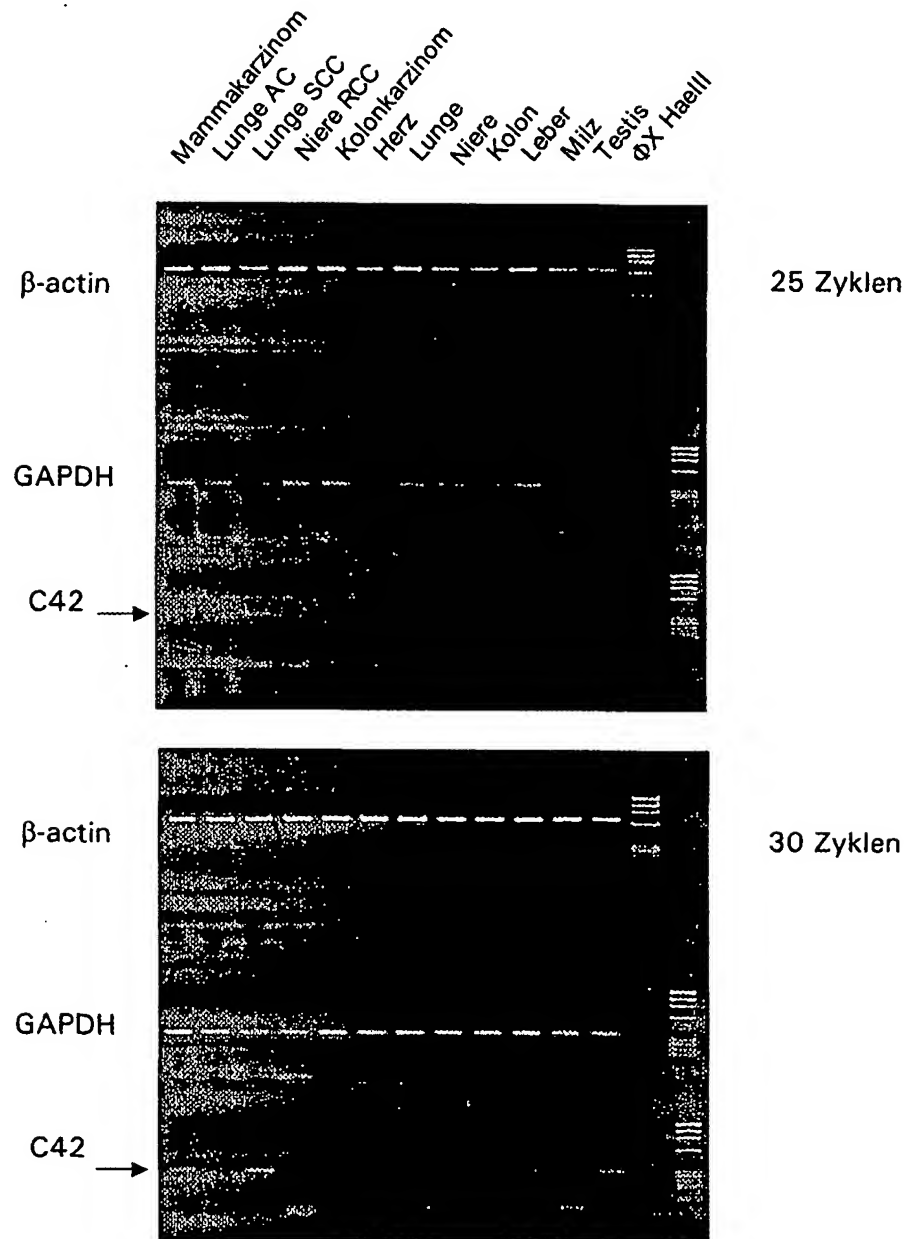 Mammakarzinom
Lunge AC
Lunge SCC
Niere RCC
Kolonkarzinom
Herz
Lunge
Niere
Kolon
Leber
Milz
Testis
ΦX HaeIII
β-actin
25 Zyklen
GAPDH
C42
β-actin
30 Zyklen
GAPDH
C42